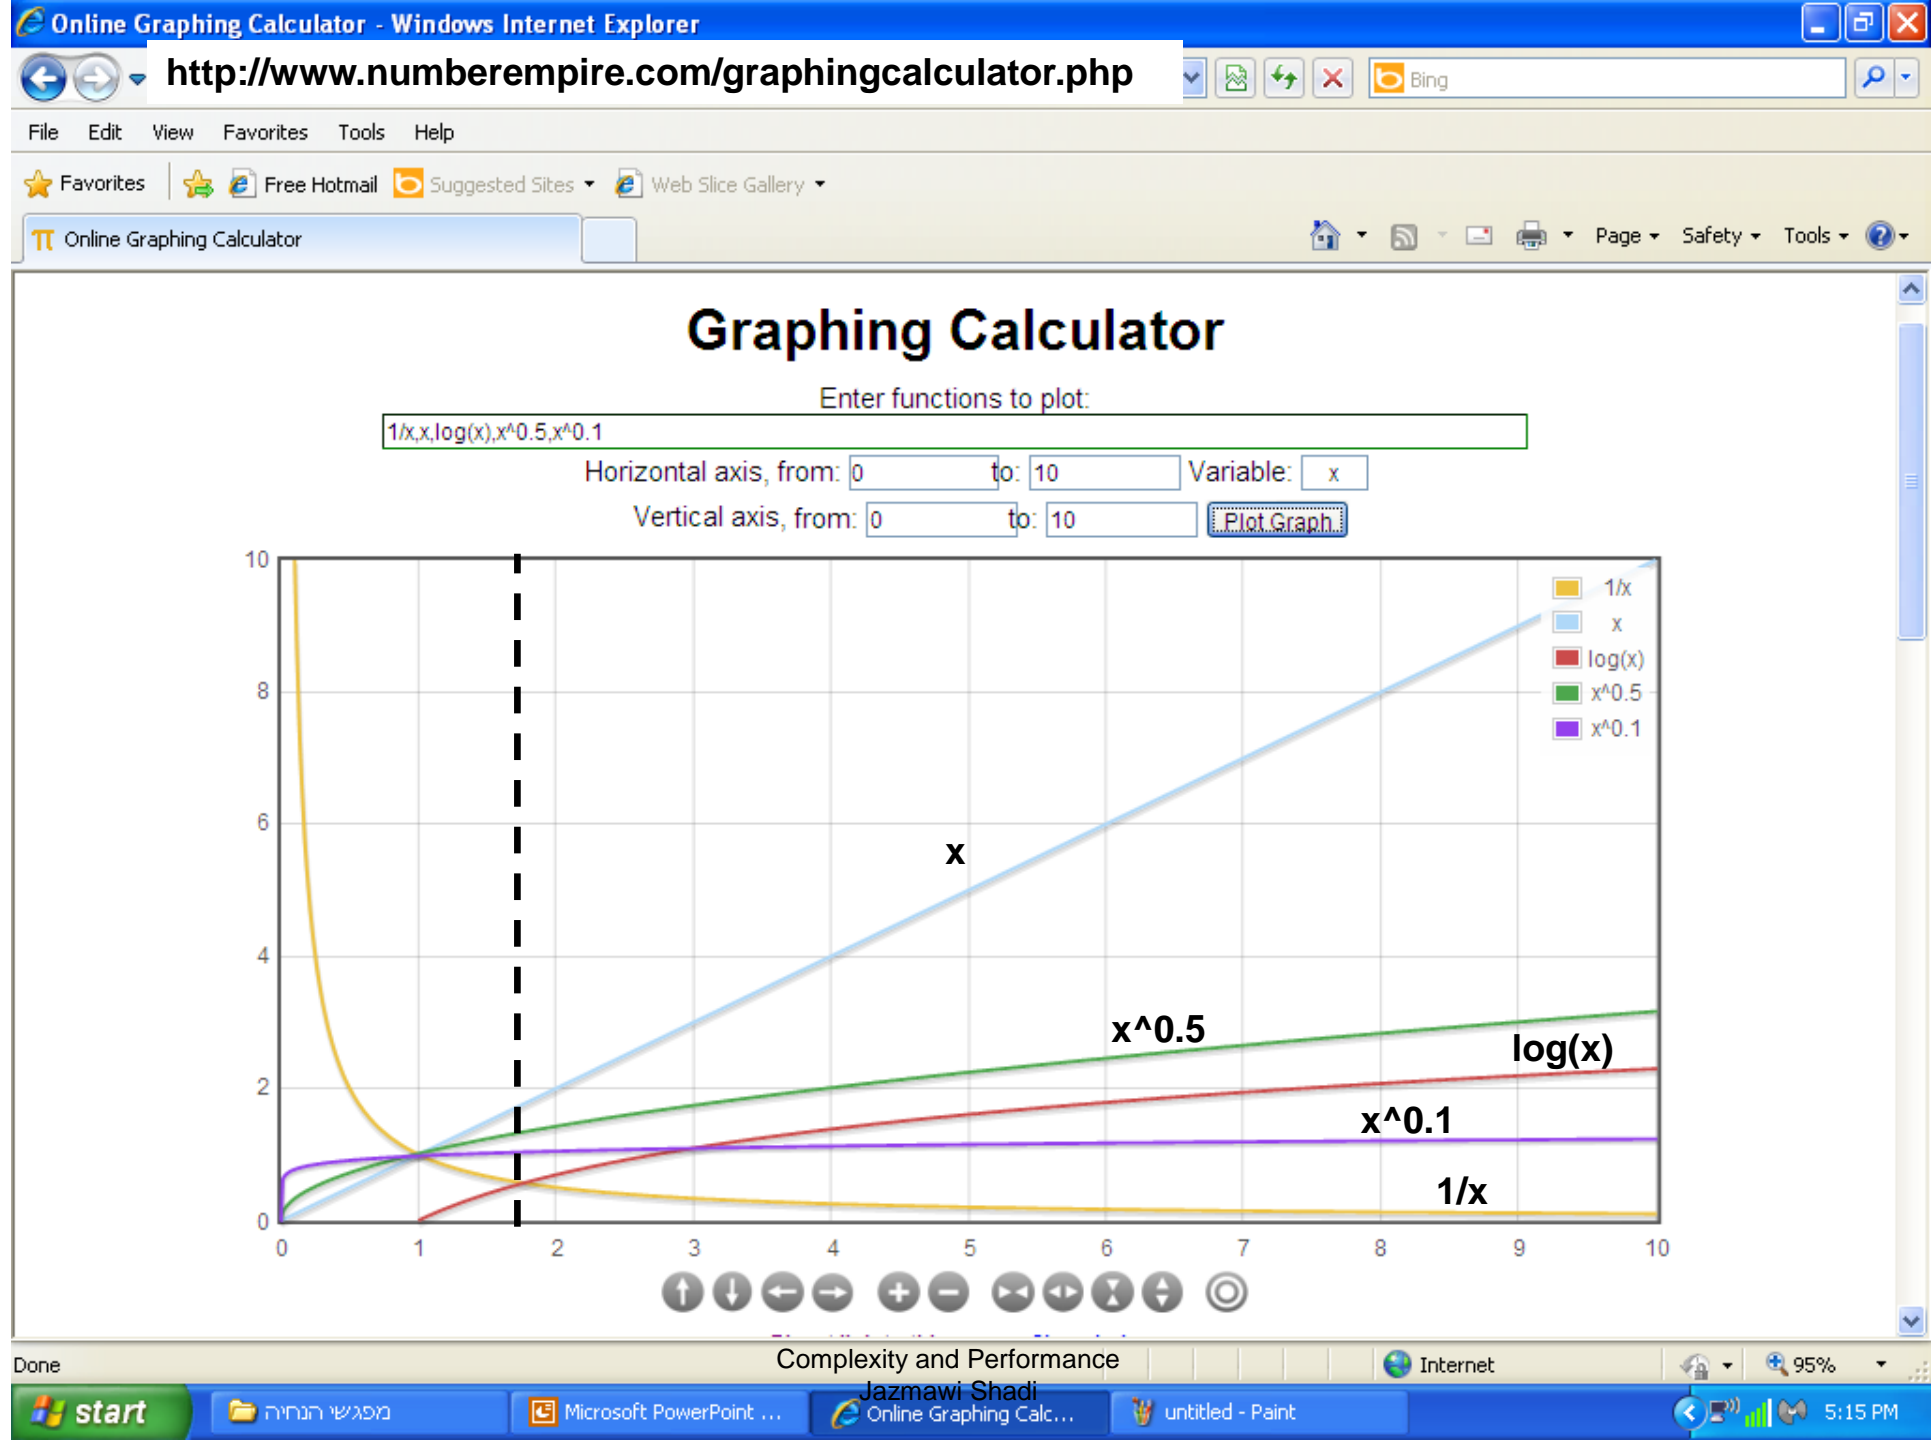 Online Graphing Calculator - Windows Internet Explorer
http://www.numberempire.com/graphingcalculator.php
Bing
File Edit View Favorites Tools Help
Favorites Free Hotmail Suggested Sites Web Slice Gallery
Online Graphing Calculator
Page Safety Tools
Graphing Calculator
Enter functions to plot:
1/x,x,log(x),x^0.5,x^0.1
Horizontal axis, from: 0 to: 10 Variable: x
Vertical axis, from: 0 to: 10 Plot Graph
10
8
6
4
2
0
1/x
x
log(x)
x^0.5
x^0.1
x
x^0.5
log(x)
x^0.1
1/x
0 1 2 3 4 5 6 7 8 9 10
Done
Complexity and Performance
Jazmawi Shadi
Internet
95%
start
מפגשי הנחיה
Microsoft PowerPoint ...
Online Graphing Calc...
untitled - Paint
5:15 PM